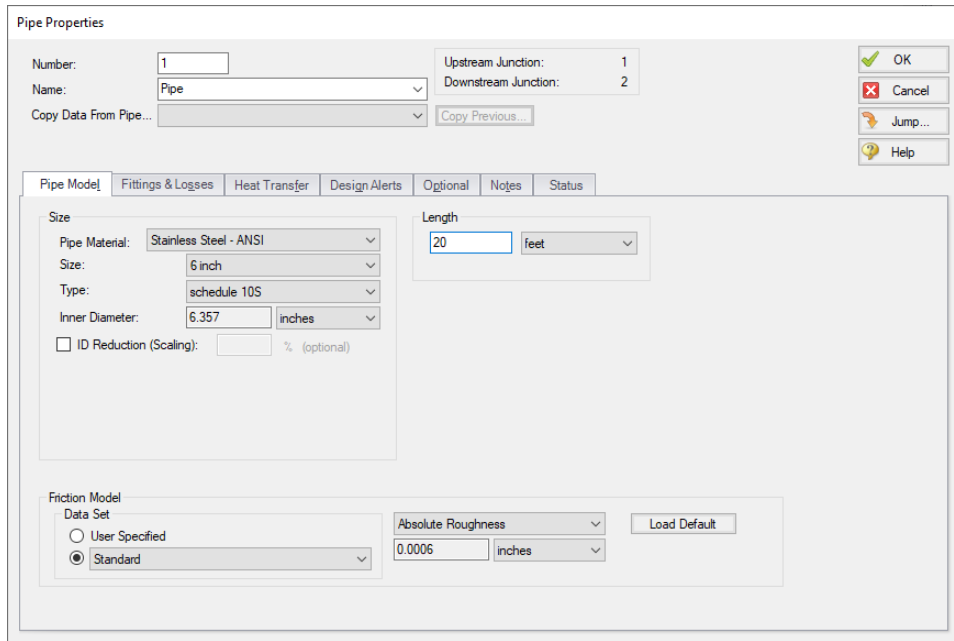 Pipe Properties
Number: 1
Name: Pipe
Copy Data From Pipe... Copy Previous...
Upstream Junction: 1
Downstream Junction: 2
OK
Cancel
Jump...
Help
Pipe Model Fittings & Losses Heat Transfer Design Alerts Optional Notes Status
Size
Pipe Material: Stainless Steel - ANSI
Size: 6 inch
Type: schedule 10S
Inner Diameter: 6.357 inches
ID Reduction (Scaling): % (optional)
Length
20 feet
Friction Model
Data Set
User Specified
Standard
Absolute Roughness
0.0006 inches
Load Default